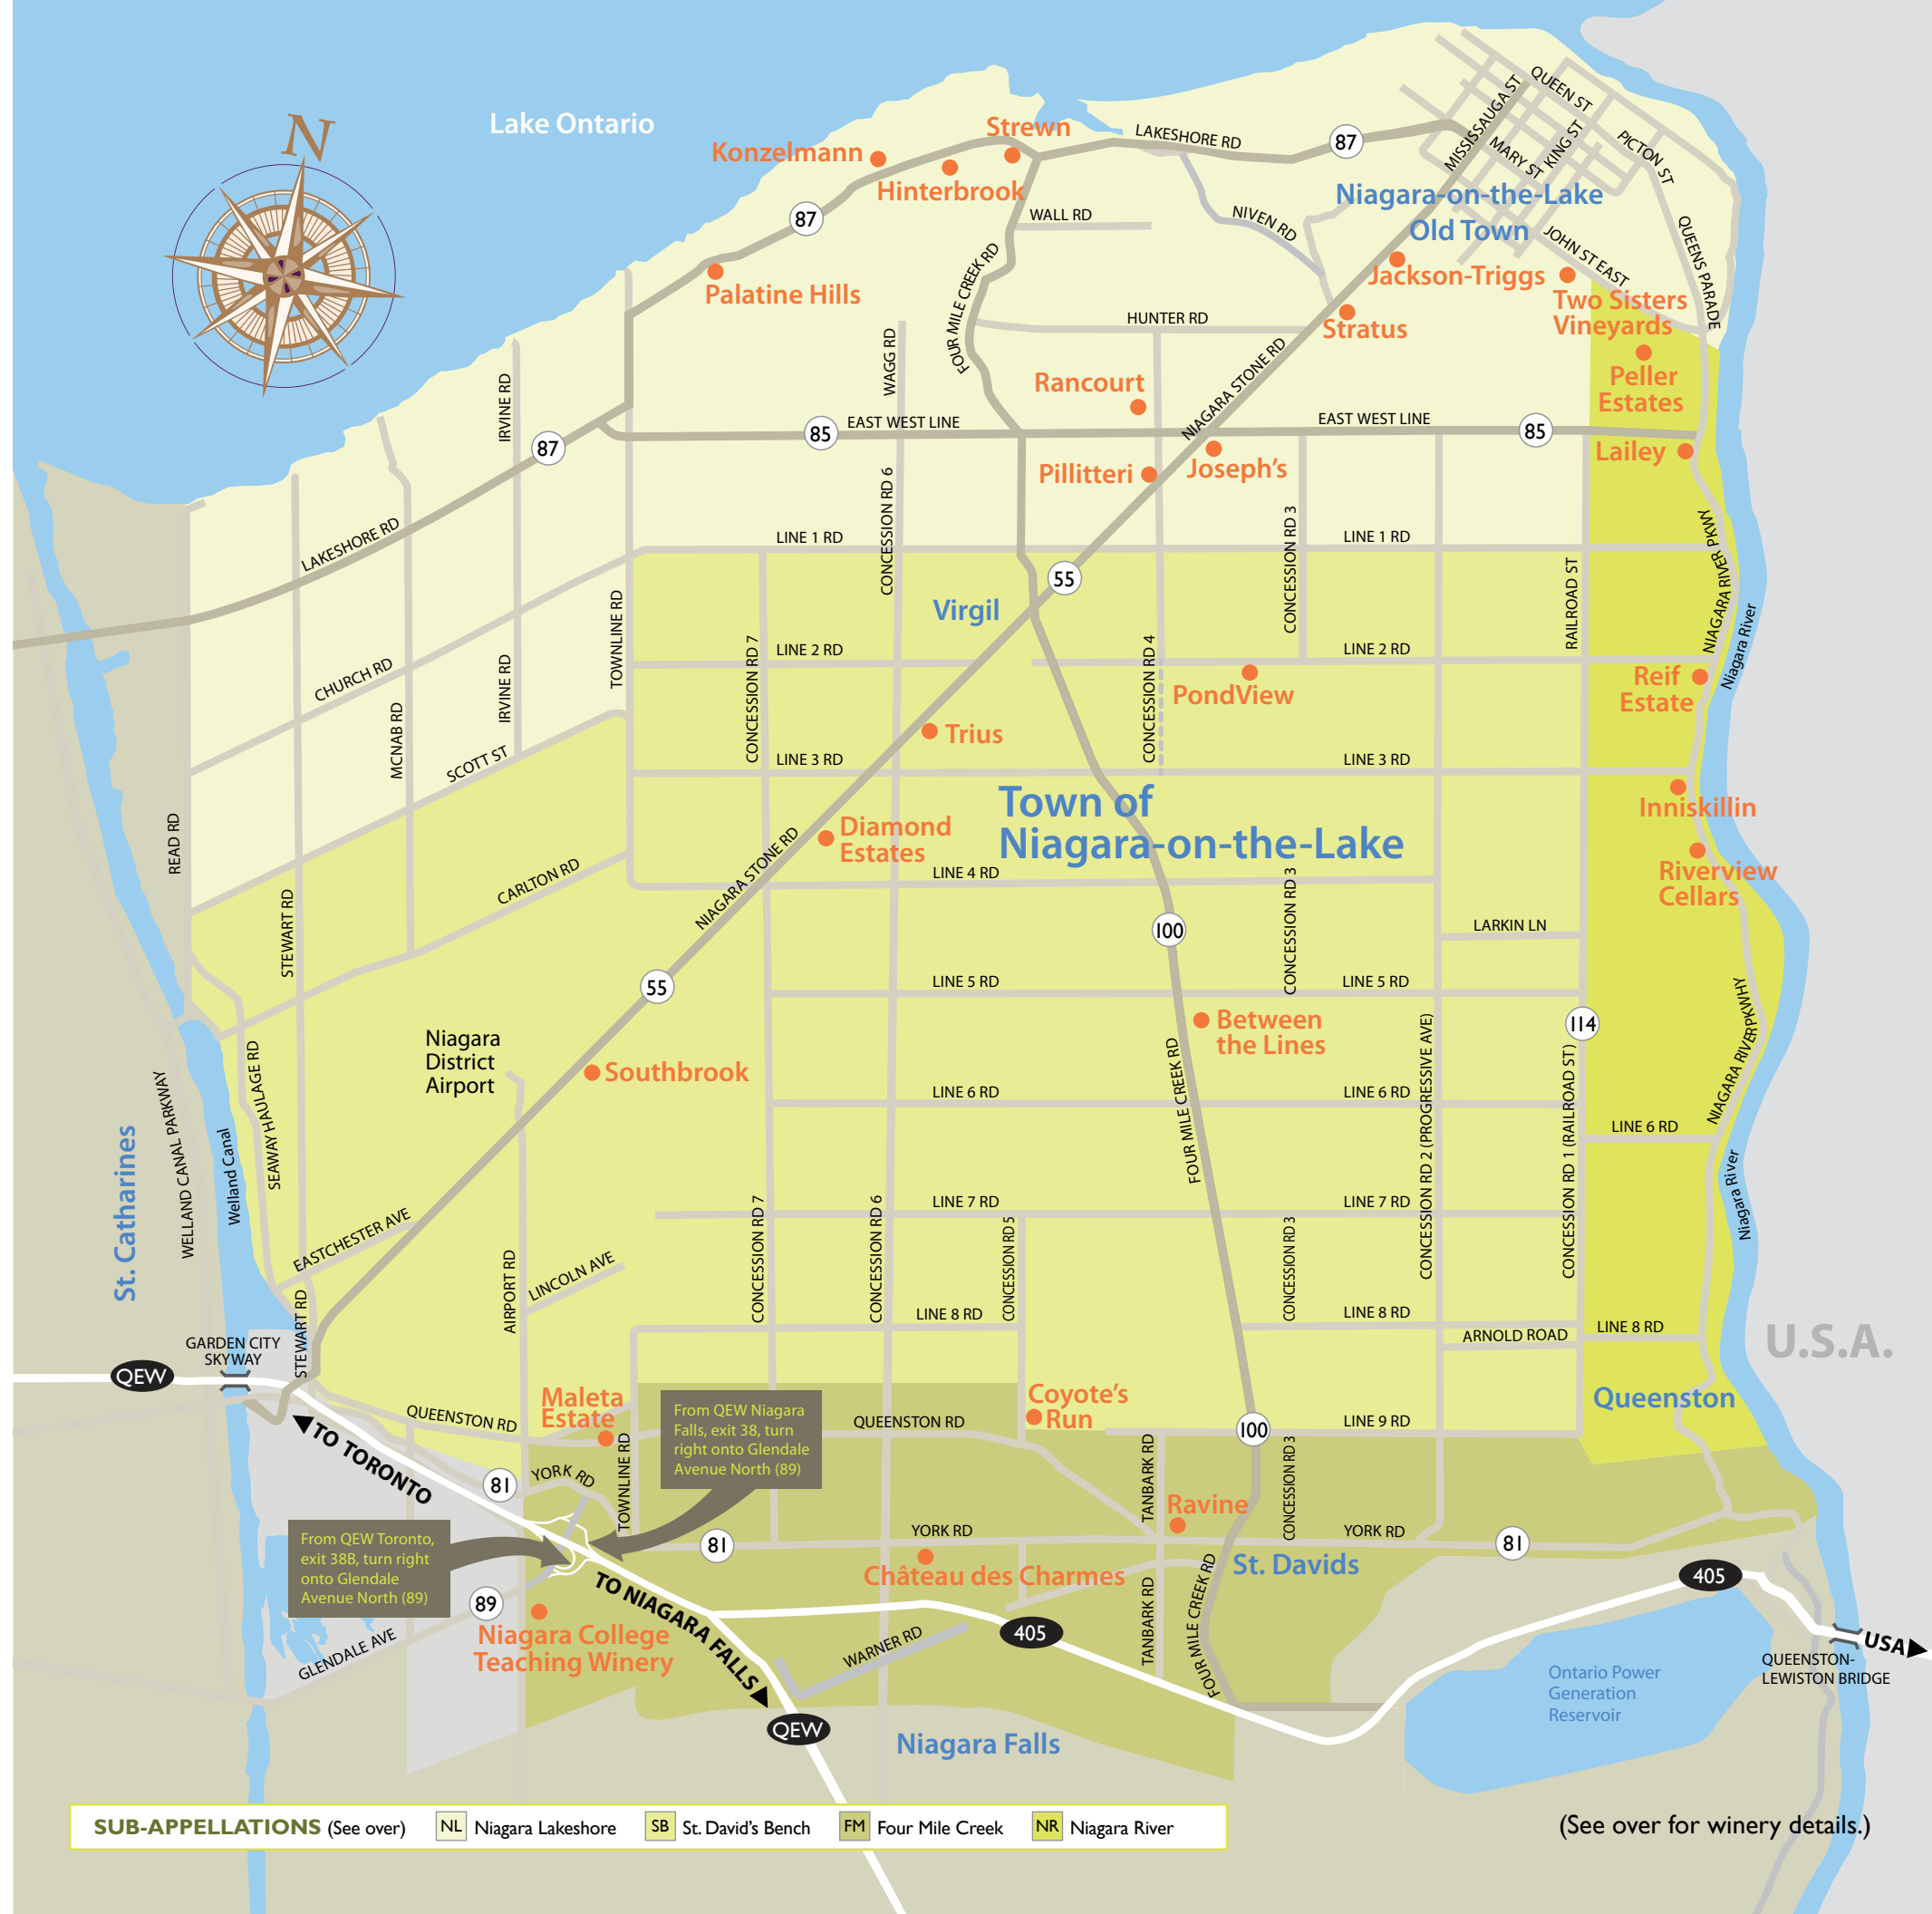 N
Lake Ontario
Konzelmann
Strewn
Hinterbrook
LAKESHORE RD
87
QUEEN ST
MISSISSAUGA ST
MARY ST
KING ST
PICTON ST
Niagara-on-the-Lake
Old Town
87
WALL RD
NIVEN RD
JOHN ST EAST
QUEENS PARADE
Palatine Hills
FOUR MILE CREEK RD
Jackson-Triggs
Two Sisters
Vineyards
Stratus
HUNTER RD
WAGG RD
IRVINE RD
Rancourt
NIAGARA STONE RD
Peller
Estates
87
85
EAST WEST LINE
EAST WEST LINE
85
Lailey
Pillitteri
Joseph's
CONCESSION RD 6
CONCESSION RD 3
NIAGARA RIVER PKWY
LAKESHORE RD
LINE 1 RD
LINE 1 RD
55
RAILROAD ST
Virgil
TOWNLINE RD
CONCESSION RD 7
CONCESSION RD 4
LINE 2 RD
LINE 2 RD
Niagara River
CHURCH RD
IRVINE RD
MCNAB RD
PondView
Reif
Estate
Trius
SCOTT ST
LINE 3 RD
LINE 3 RD
Town of
Niagara-on-the-Lake
Inniskillin
READ RD
Diamond
Estates
NIAGARA STONE RD
CARLTON RD
LINE 4 RD
Riverview
Cellars
STEWART RD
100
CONCESSION RD 3
LARKIN LN
55
LINE 5 RD
LINE 5 RD
NIAGARA RIVERPKWHY
Niagara
District
Airport
Between
the Lines
114
Southbrook
SEAWAY HAULAGE RD
WELLAND CANAL PARKWAY
Welland Canal
St. Catharines
FOUR MILE CREEK RD
LINE 6 RD
LINE 6 RD
CONCESSION RD 2 (PROGRESSIVE AVE)
CONCESSION RD 1 (RAILROAD ST)
LINE 6 RD
Niagara River
EASTCHESTER AVE
LINE 7 RD
LINE 7 RD
CONCESSION RD 7
CONCESSION RD 6
CONCESSION RD 5
CONCESSION RD 3
AIRPORT RD
LINCOLN AVE
LINE 8 RD
LINE 8 RD
ARNOLD ROAD
LINE 8 RD
U.S.A.
STEWART RD
GARDEN CITY
SKYWAY
QEW
Queenston
TO TORONTO
QUEENSTON RD
Maleta
Estate
From QEW Niagara
Falls, exit 38, turn
right onto Glendale
Avenue North (89)
QUEENSTON RD
Coyote's
Run
100
LINE 9 RD
81
YORK RD
TOWNLINE RD
TANBARK RD
CONCESSION RD 3
Ravine
From QEW Toronto,
exit 38B, turn right
onto Glendale
Avenue North (89)
81
YORK RD
YORK RD
81
St. Davids
Château des Charmes
405
89
TO NIAGARA FALLS
Niagara College
Teaching Winery
GLENDALE AVE
WARNER RD
405
TANBARK RD
FOUR MILE CREEK RD
USA
QUEENSTON-
LEWISTON BRIDGE
Ontario Power
Generation
Reservoir
QEW
Niagara Falls
SUB-APPELLATIONS (See over)
NL Niagara Lakeshore
SB St. David's Bench
FM Four Mile Creek
NR Niagara River
(See over for winery details.)